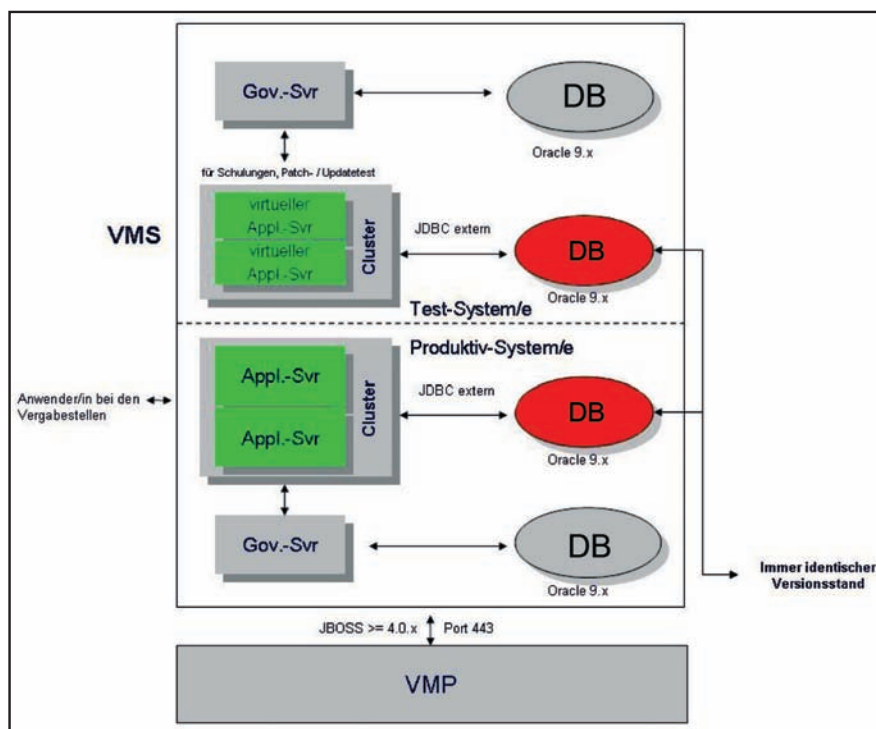 Gov.-Svr
DB
Oracle 9.x
für Schulungen, Patch- / Updatetest
VMS
virtueller
Appl.-Svr
virtueller
Appl.-Svr
Cluster
JDBC extern
DB
Oracle 9.x
Test-System/e
Produktiv-System/e
Anwender/in bei den
Vergabestellen
Appl.-Svr
Appl.-Svr
Cluster
JDBC extern
DB
Oracle 9.x
Gov.-Svr
DB
Oracle 9.x
Immer identischer
Versionsstand
JBOSS >= 4.0.x
Port 443
VMP